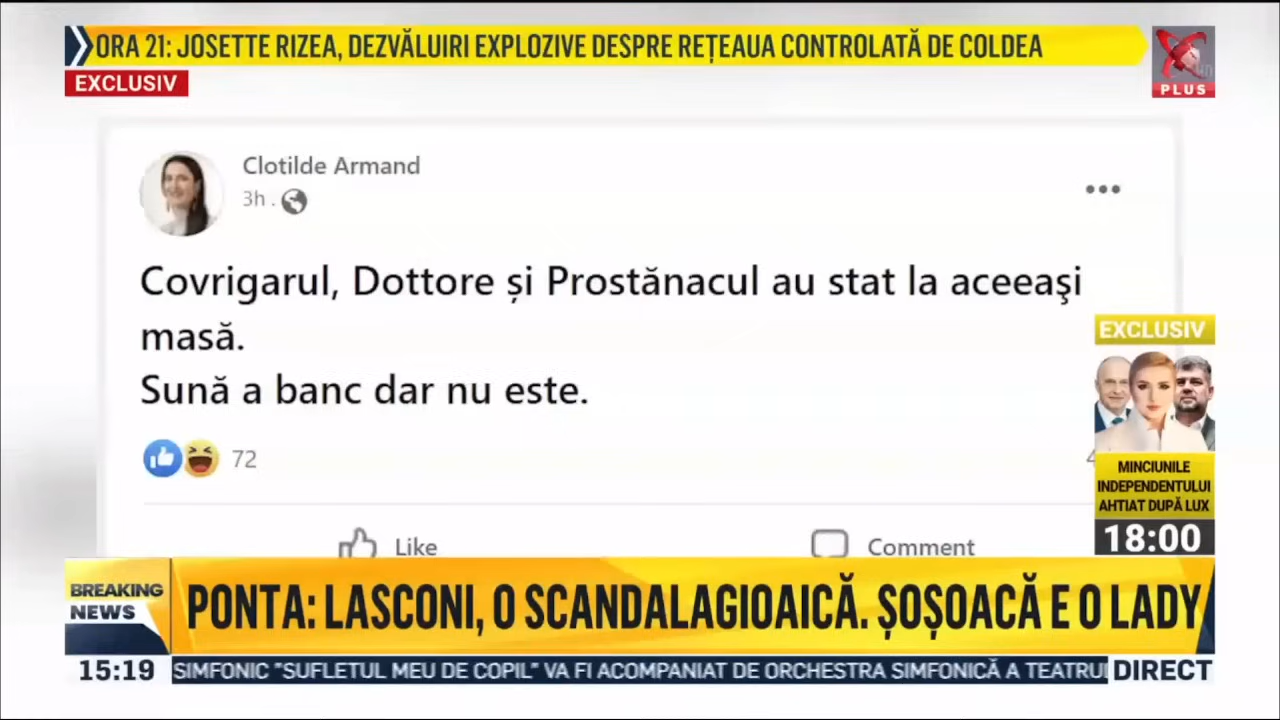 ORA 21: JOSETTE RIZEA, DEZVĂLUIRI EXPLOZIVE DESPRE REȚEAUA CONTROLATĂ DE COLDEA
EXCLUSIV
PLUS
Clotilde Armand
3h .
Covrigarul, Dottore și Prostănacul au stat la aceeaşi
masă.
Sună a banc dar nu este.
72
EXCLUSIV
MINCIUNILE
INDEPENDENTULUI
AHTIAT DUPĂ LUX
18:00
Like
Comment
BREAKING
NEWS
PONTA: LASCONI, O SCANDALAGIOAICĂ. ȘOȘOACĂ E O LADY
15:19
SIMFONIC "SUFLETUL MEU DE COPIL" VA FI ACOMPANIAT DE ORCHESTRA SIMFONICĂ A TEATRUL
DIRECT